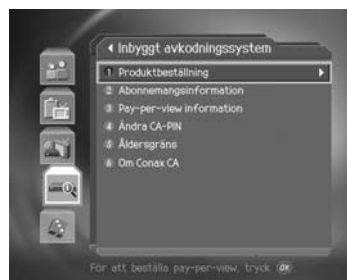 Inbyggt avkodningssystem
1 Produktbeställning
2 Abonnemangsinformation
3 Pay-per-view information
4 Ändra CA-PIN
5 Åldersgräns
6 Om Conax CA
För att beställa pay-per-view, tryck OK